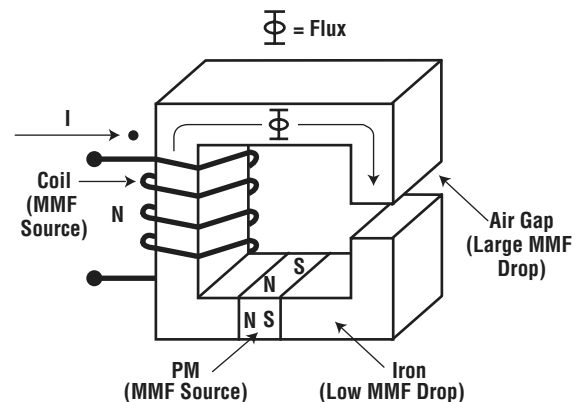 Φ = Flux
I
Φ
Coil
(MMF
Source)
N
Air Gap
(Large MMF
Drop)
S
N
N S
PM
(MMF Source)
Iron
(Low MMF Drop)